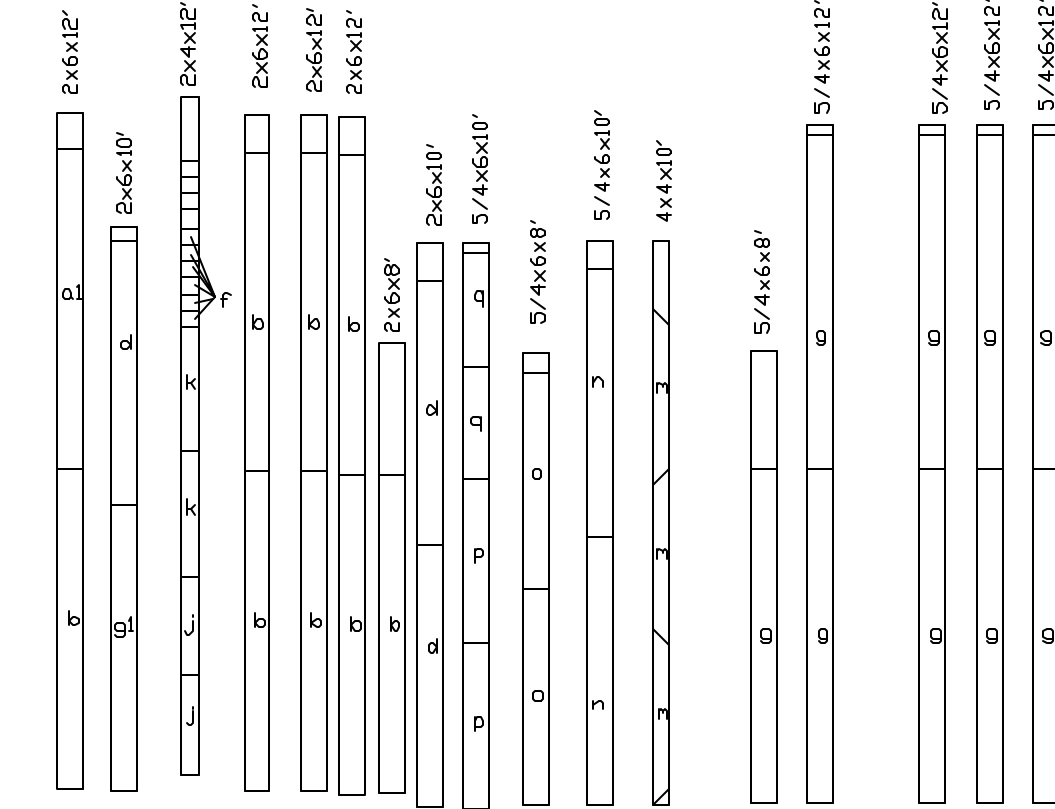 2x6x12'
a1
b
2x6x10'
d
g1
2x4x12'
f
k
k
j
j
2x6x12'
b
b
2x6x12'
b
b
2x6x12'
b
b
2x6x8'
b
2x6x10'
d
d
5/4x6x10'
q
q
p
p
5/4x6x8'
o
o
5/4x6x10'
n
n
4x4x10'
m
m
m
5/4x6x8'
g
5/4x6x12'
g
g
5/4x6x12'
g
g
5/4x6x12'
g
g
5/4x6x12'
g
g